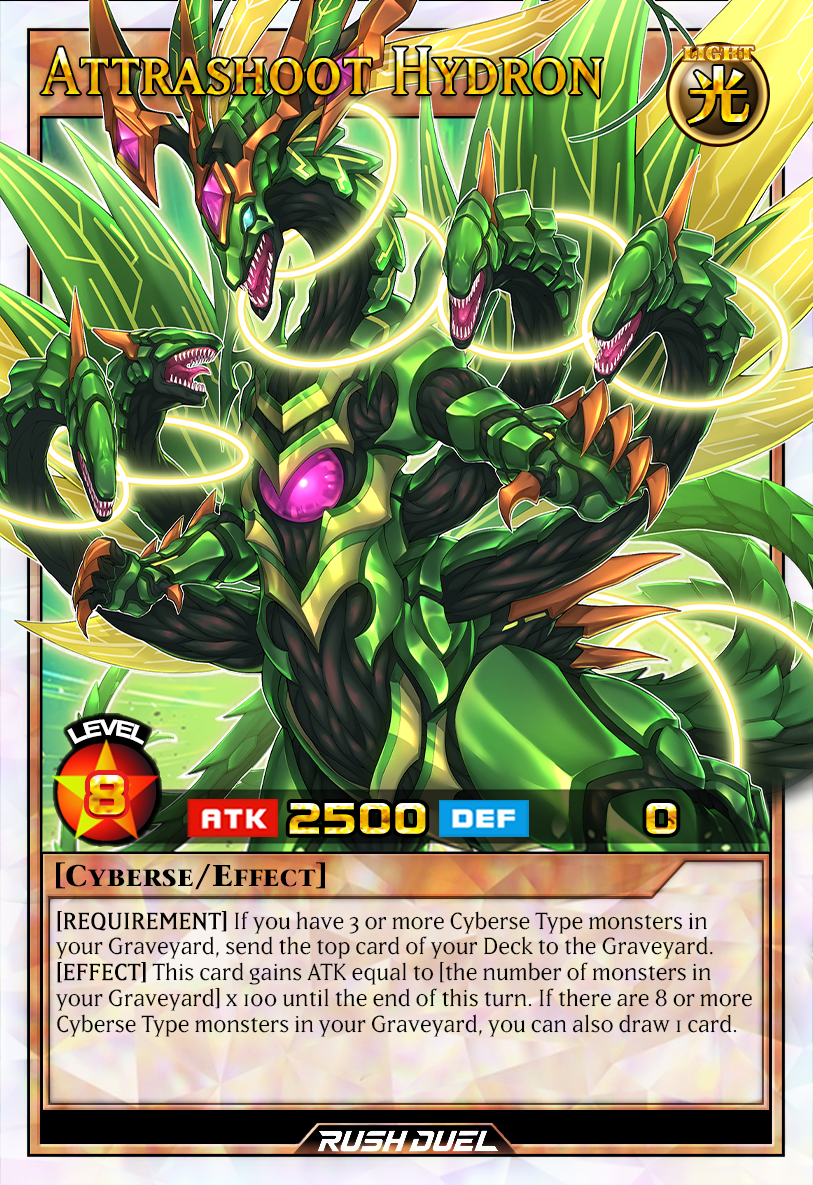 Attrashoot Hydron
LIGHT
光
LEVEL
8
ATK 2500 DEF 0
[Cyberse/Effect]
[REQUIREMENT] If you have 3 or more Cyberse Type monsters in
your Graveyard, send the top card of your Deck to the Graveyard.
[EFFECT] This card gains ATK equal to [the number of monsters in
your Graveyard] x 100 until the end of this turn. If there are 8 or more
Cyberse Type monsters in your Graveyard, you can also draw 1 card.
RUSH DUEL